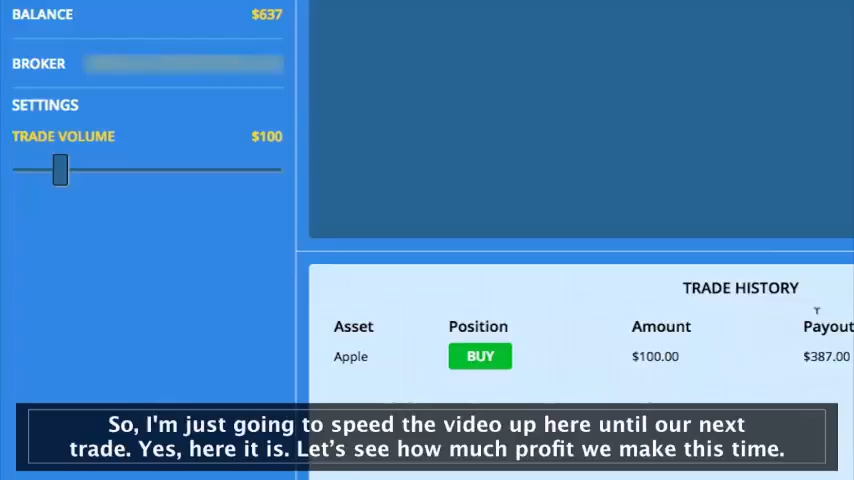 BALANCE $637
BROKER
SETTINGS
TRADE VOLUME $100
TRADE HISTORY
Asset Position Amount Payout
Apple BUY $100.00 $387.00
So, I'm just going to speed the video up here until our next
trade. Yes, here it is. Let's see how much profit we make this time.